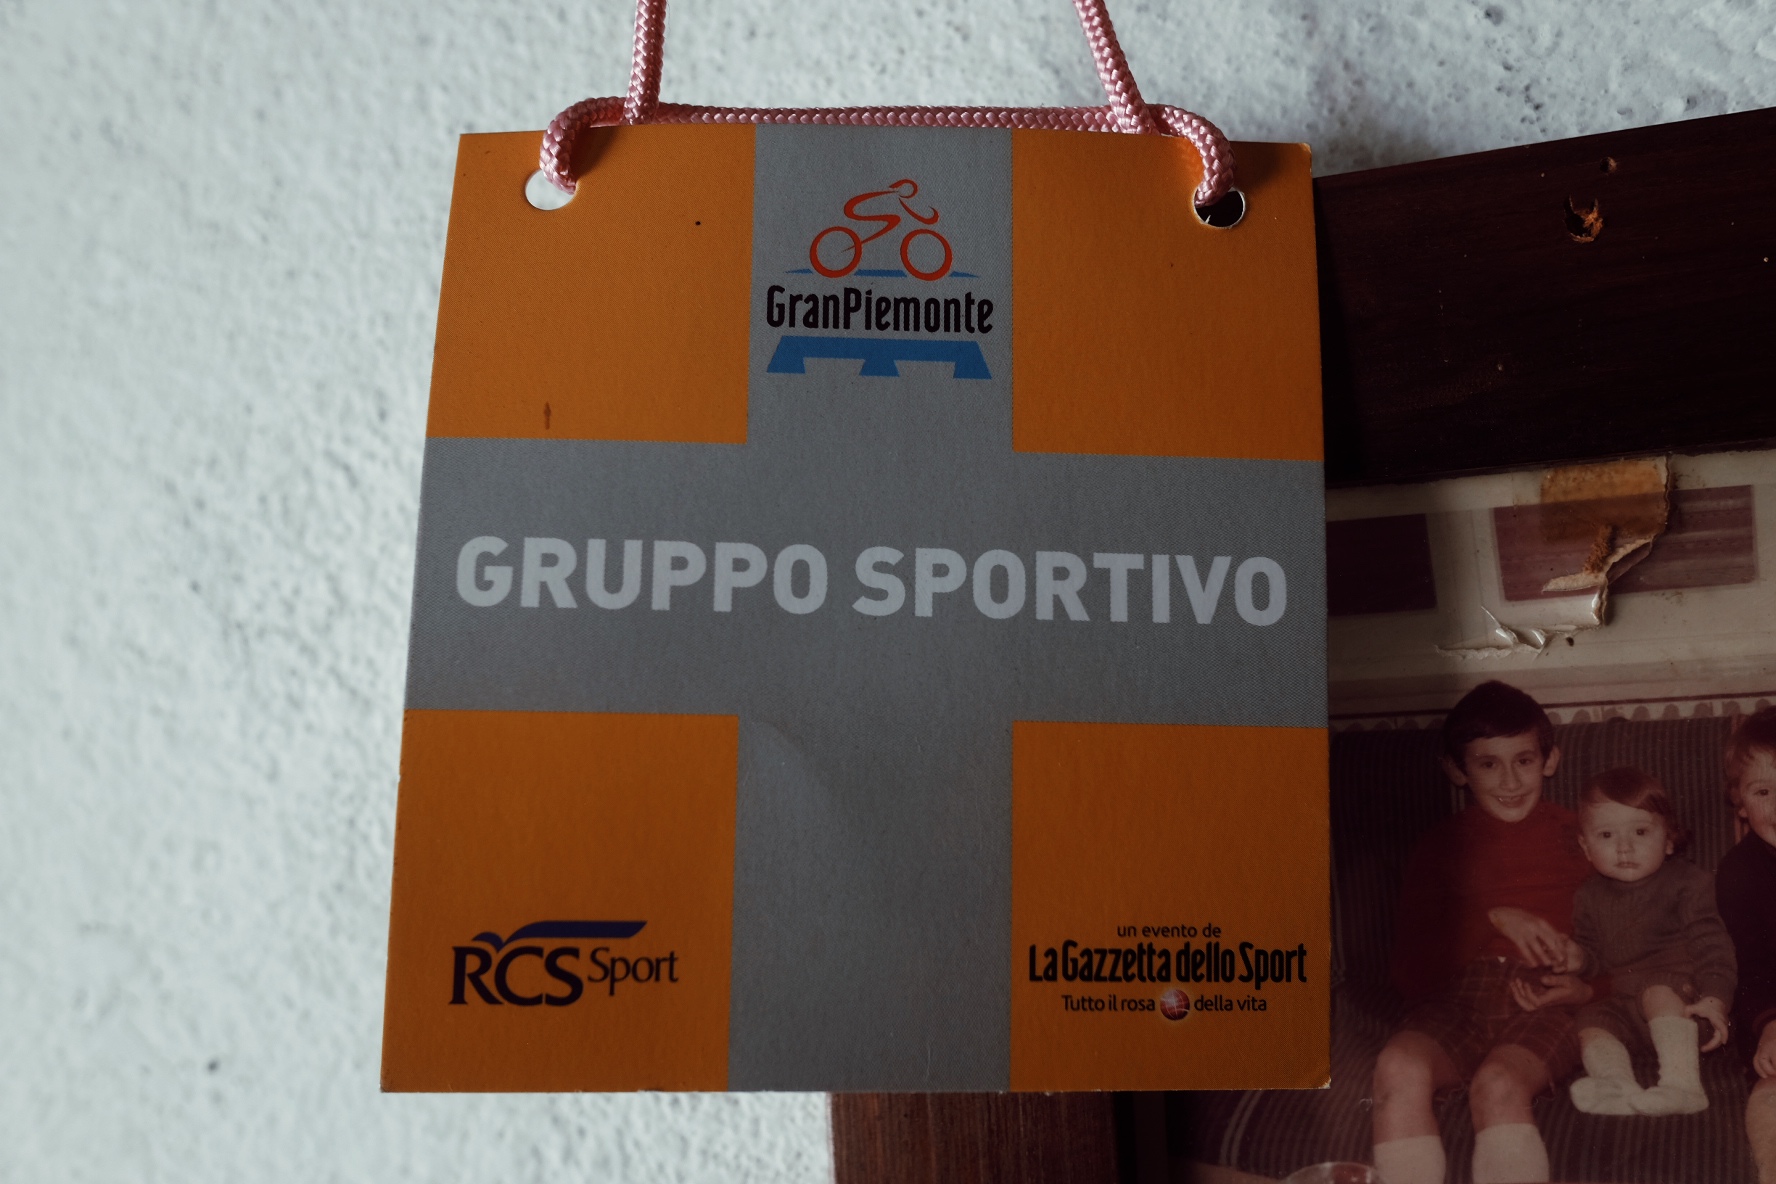 GranPiemonte
GRUPPO SPORTIVO
RCS Sport
un evento de
La Gazzetta dello Sport
Tutto il rosa della vita